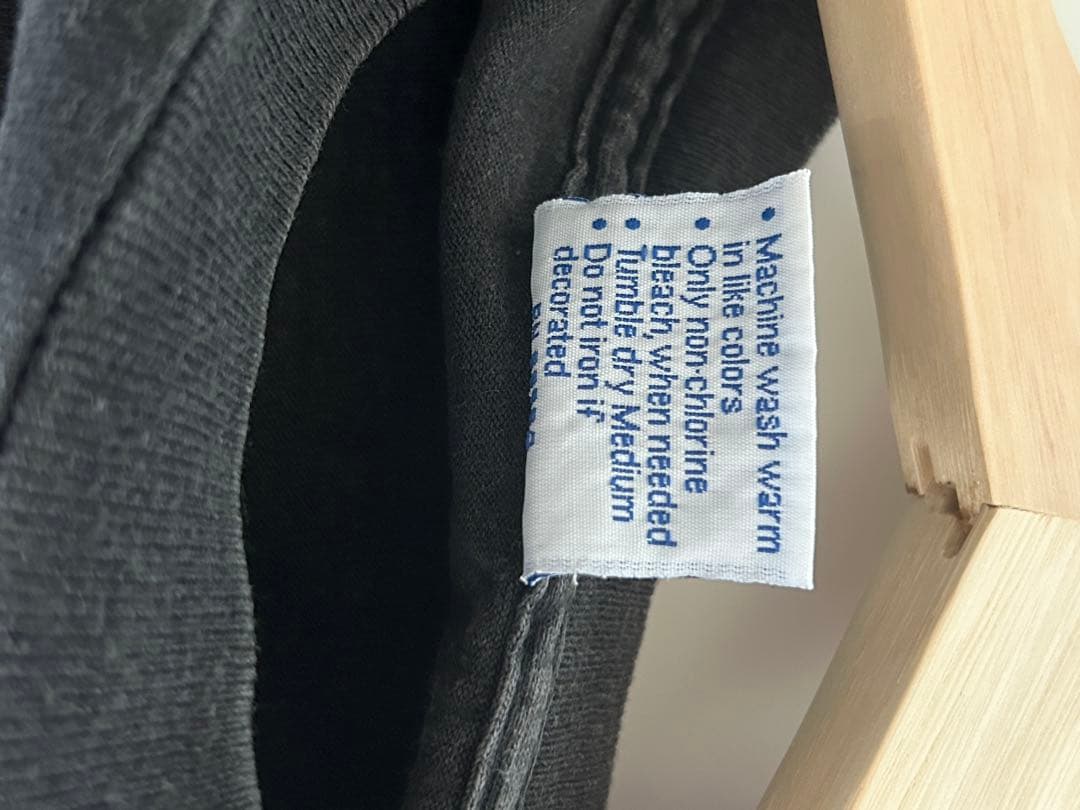 • Machine wash warm
in like colors
• Only non-chlorine
bleach, when needed
• Tumble dry Medium
• Do not iron if
decorated